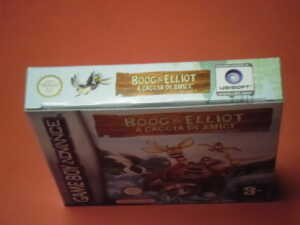 BOOG & ELLIOT
A CACCIA DI AMICI
UBISOFT
BOOG & ELLIOT
A CACCIA DI AMICI
GAME BOY ADVANCE
3+